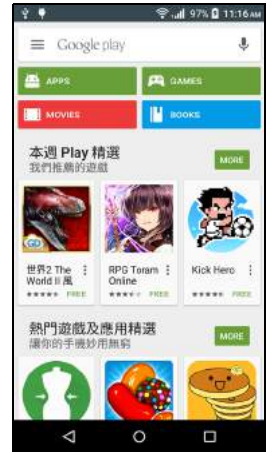 97% 11:16 AM
Google play
APPS
GAMES
MOVIES
BOOKS
本週 Play 精選
我們推薦的遊戲
MORE
GD
世界2 The
World II 風
FREE
RPG Toram
Online
FREE
Kick Hero
FREE
熱門遊戲及應用精選
讓你的手機妙用無窮
MORE